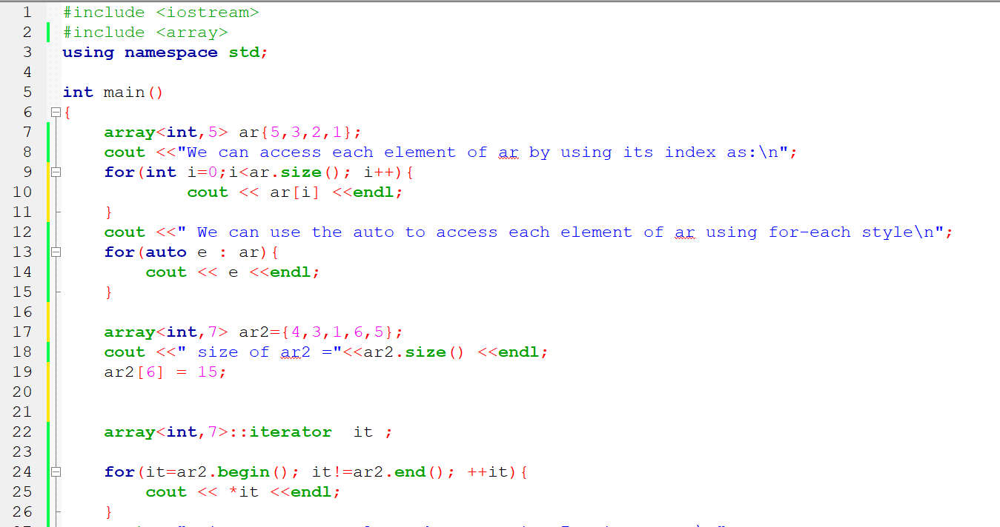 1 #include <iostream>
2 #include <array>
3 using namespace std;
4
5 int main()
6 {
7 array<int,5> ar{5,3,2,1};
8 cout <<"We can access each element of ar by using its index as:\n";
9 for(int i=0;i<ar.size(); i++){
10 cout << ar[i] <<endl;
11 }
12 cout <<" We can use the auto to access each element of ar using for-each style\n";
13 for(auto e : ar){
14 cout << e <<endl;
15 }
16
17 array<int,7> ar2={4,3,1,6,5};
18 cout <<" size of ar2 ="<<ar2.size() <<endl;
19 ar2[6] = 15;
20
21
22 array<int,7>::iterator it ;
23
24 for(it=ar2.begin(); it!=ar2.end(); ++it){
25 cout << *it <<endl;
26 }